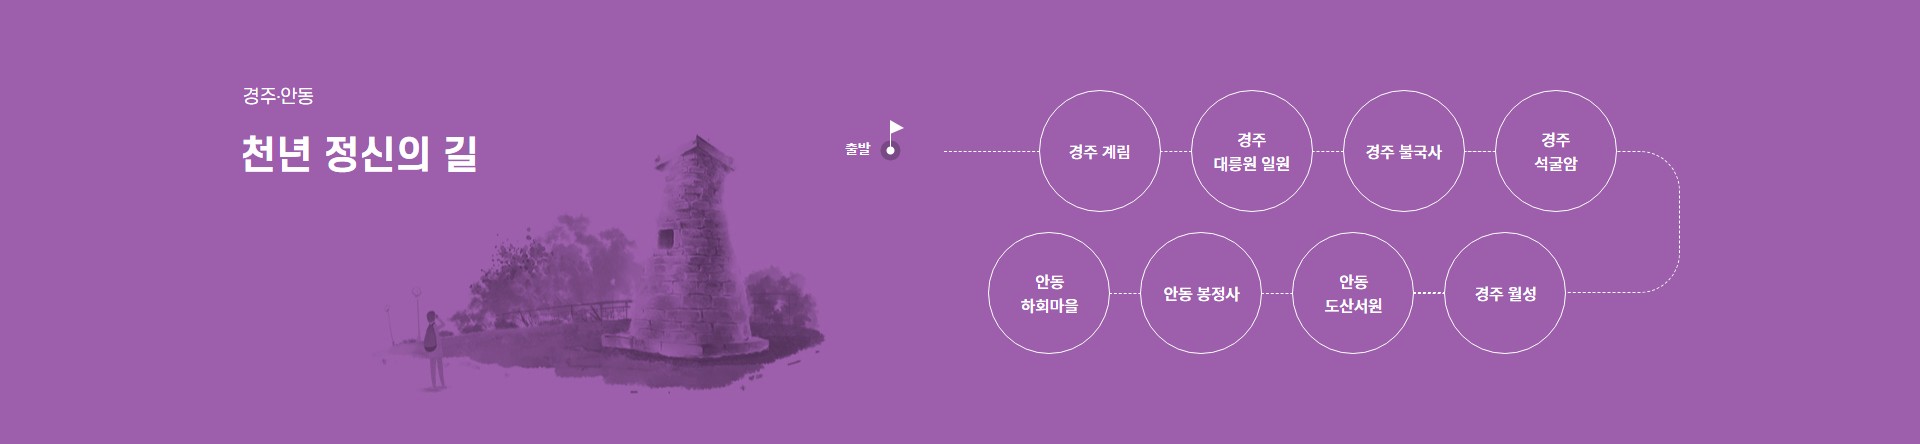 경주·안동
천년 정신의 길
출발
경주 계림
경주
대릉원 일원
경주 불국사
경주
석굴암
경주 월성
안동
도산서원
안동 봉정사
안동
하회마을